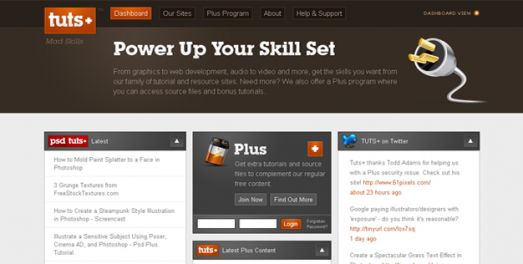 tuts+
Mad Skills
Dashboard
Our Sites
Plus Program
About
Help & Support
DASHBOARD VIEW
Power Up Your Skill Set
From graphics to web development, audio to video and more, get the skills you want from
our family of tutorial and resource sites. Need more? We also offer a Plus program where
you can access source files and bonus tutorials.
psd tuts+ Latest
How to Mold Paint Splatter to a Face in
Photoshop
3 Grunge Textures from
FreeStockTextures.com
How to Create a Steampunk Style Illustration
in Photoshop - Screencast
Illustrate a Sensitive Subject Using Poser,
Cinema 4D, and Photoshop - Psd Plus
Tutorial
Plus
Get extra tutorials and source
files to complement our regular
free content.
Join Now
Find Out More
Login
Forgotten
Password?
tuts+ Latest Plus Content
TUTS+ on Twitter
Tuts+ thanks Todd Adams for helping us
with a Plus security issue. Check out his
site! http://www.61pixels.com/
about 23 hours ago
Google paying illustrators/designers with
'exposure' - do you think it's reasonable?
1 day ago
Create a Spectacular Grass Text Effect in